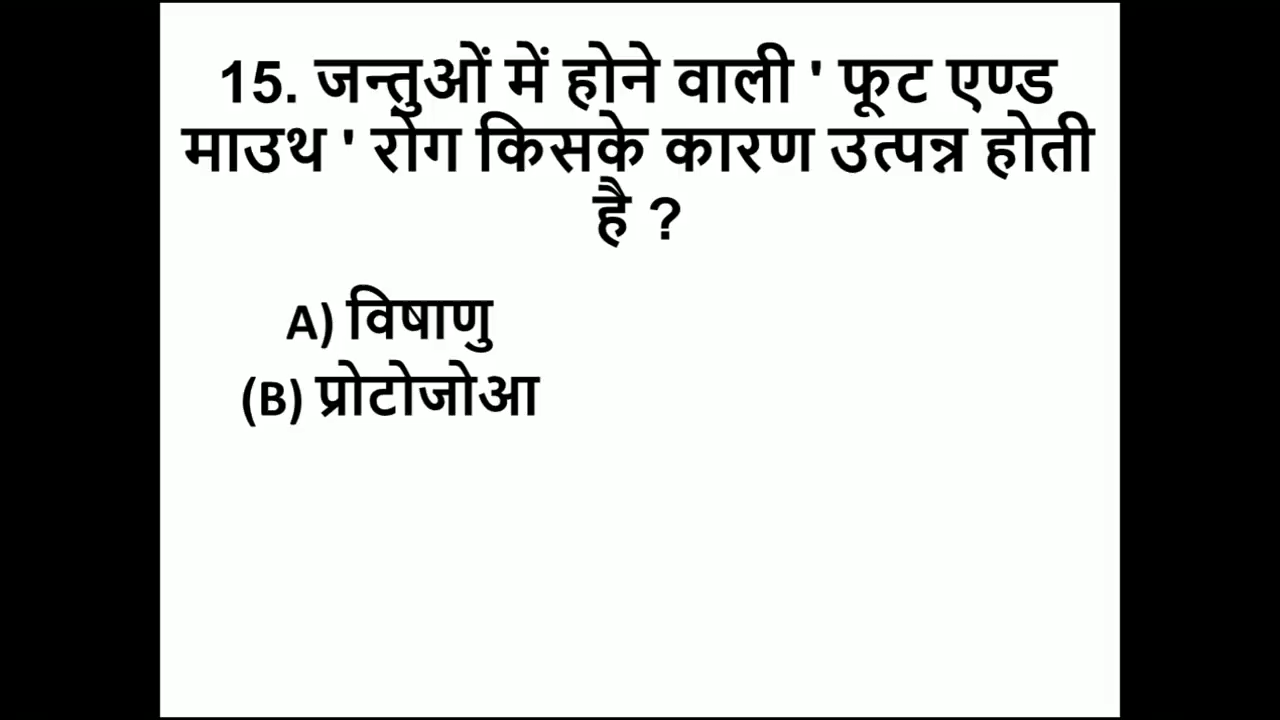 15. जन्तुओं में होने वाली ' फूट एण्ड
माउथ ' रोग किसके कारण उत्पन्न होती
है ?
A) विषाणु
(B) प्रोटोजोआ